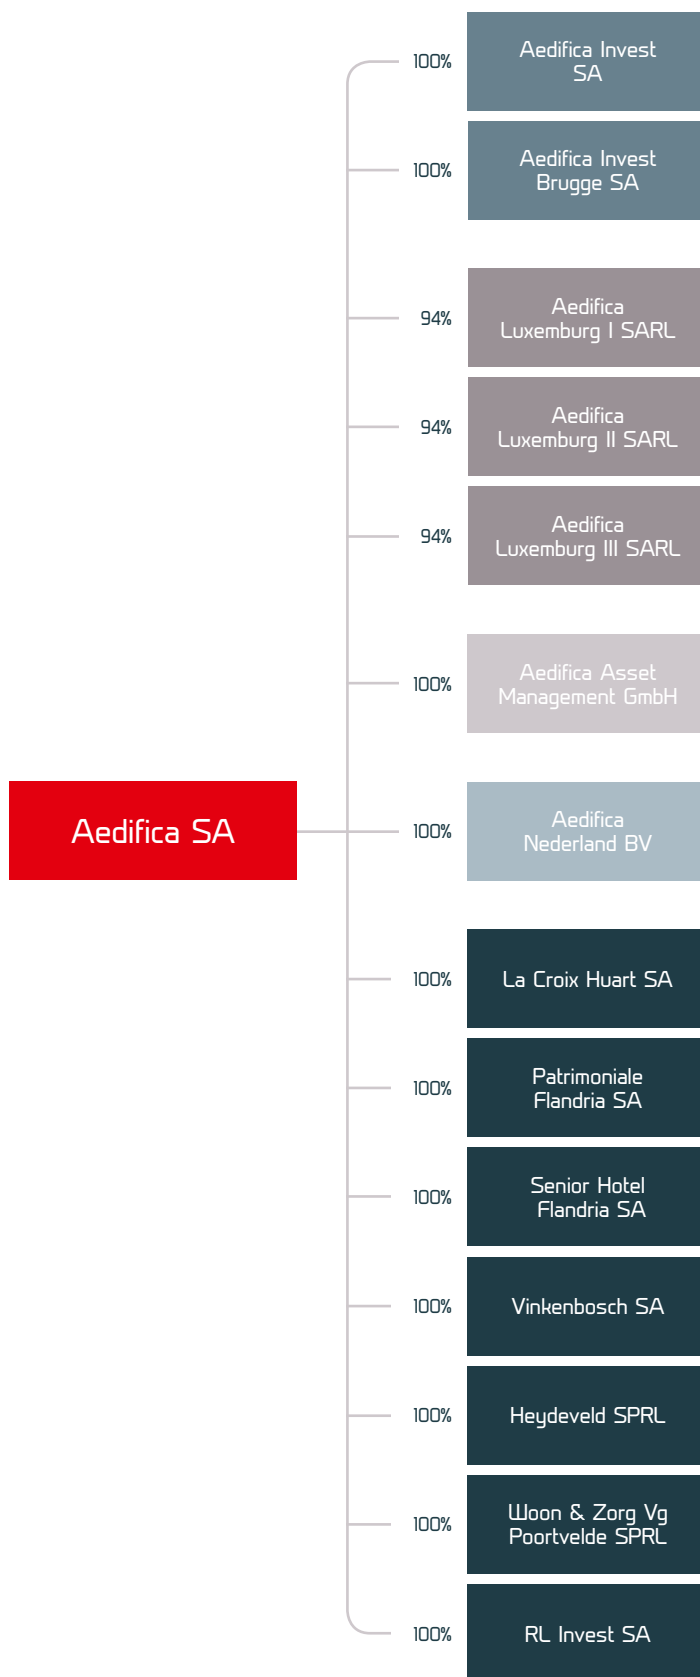 100%
Aedifica Invest
SA
100%
Aedifica Invest
Brugge SA
94%
Aedifica
Luxemburg I SARL
94%
Aedifica
Luxemburg II SARL
94%
Aedifica
Luxemburg III SARL
100%
Aedifica Asset
Management GmbH
Aedifica SA
100%
Aedifica
Nederland BV
100%
La Croix Huart SA
100%
Patrimoniale
Flandria SA
100%
Senior Hotel
Flandria SA
100%
Vinkenbosch SA
100%
Heydeveld SPRL
100%
Woon & Zorg Vg
Poortvelde SPRL
100%
RL Invest SA